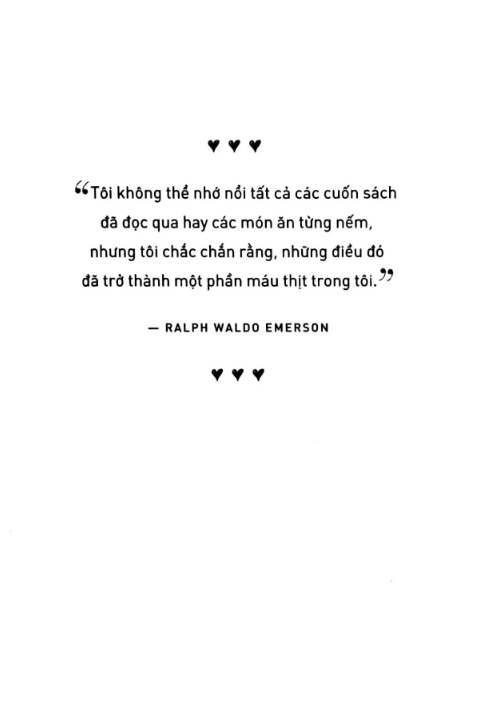 ♥ ♥ ♥
“Tôi không thể nhớ nổi tất cả các cuốn sách
đã đọc qua hay các món ăn từng nếm,
nhưng tôi chắc chắn rằng, những điều đó
đã trở thành một phần máu thịt trong tôi.”
— RALPH WALDO EMERSON
♥ ♥ ♥